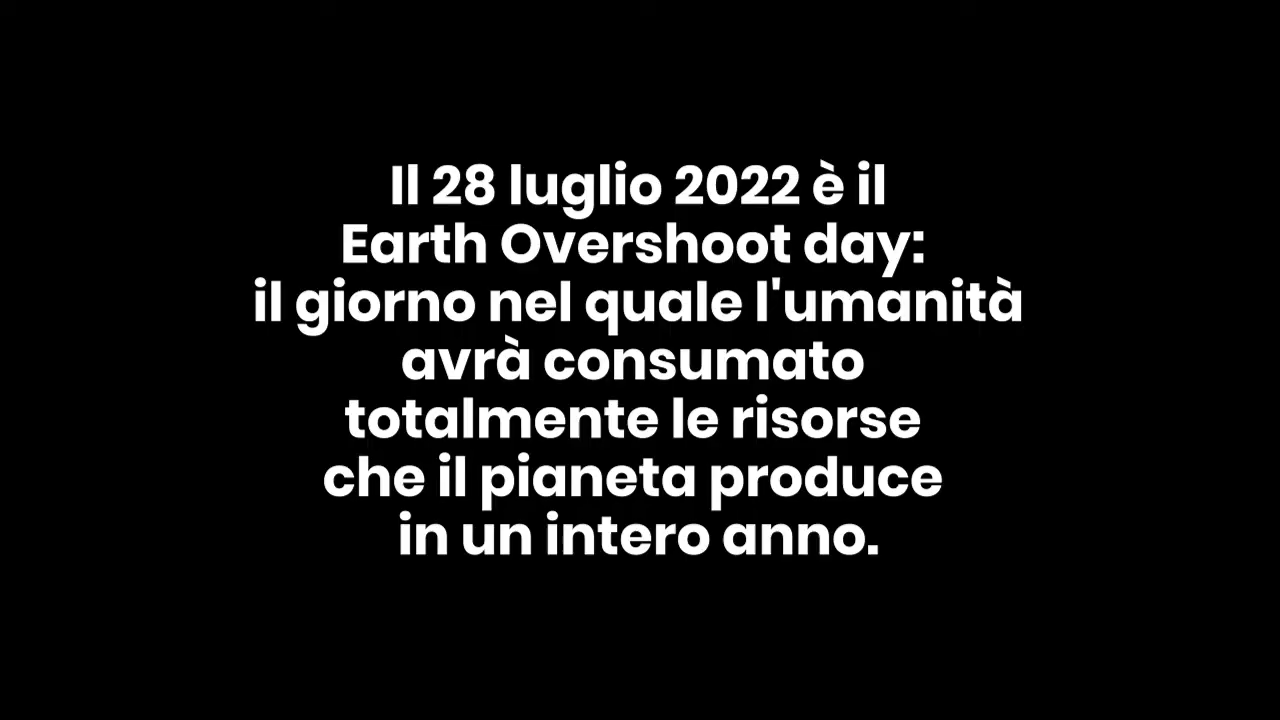 Il 28 luglio 2022 è il
Earth Overshoot day:
il giorno nel quale l'umanità
avrà consumato
totalmente le risorse
che il pianeta produce
in un intero anno.